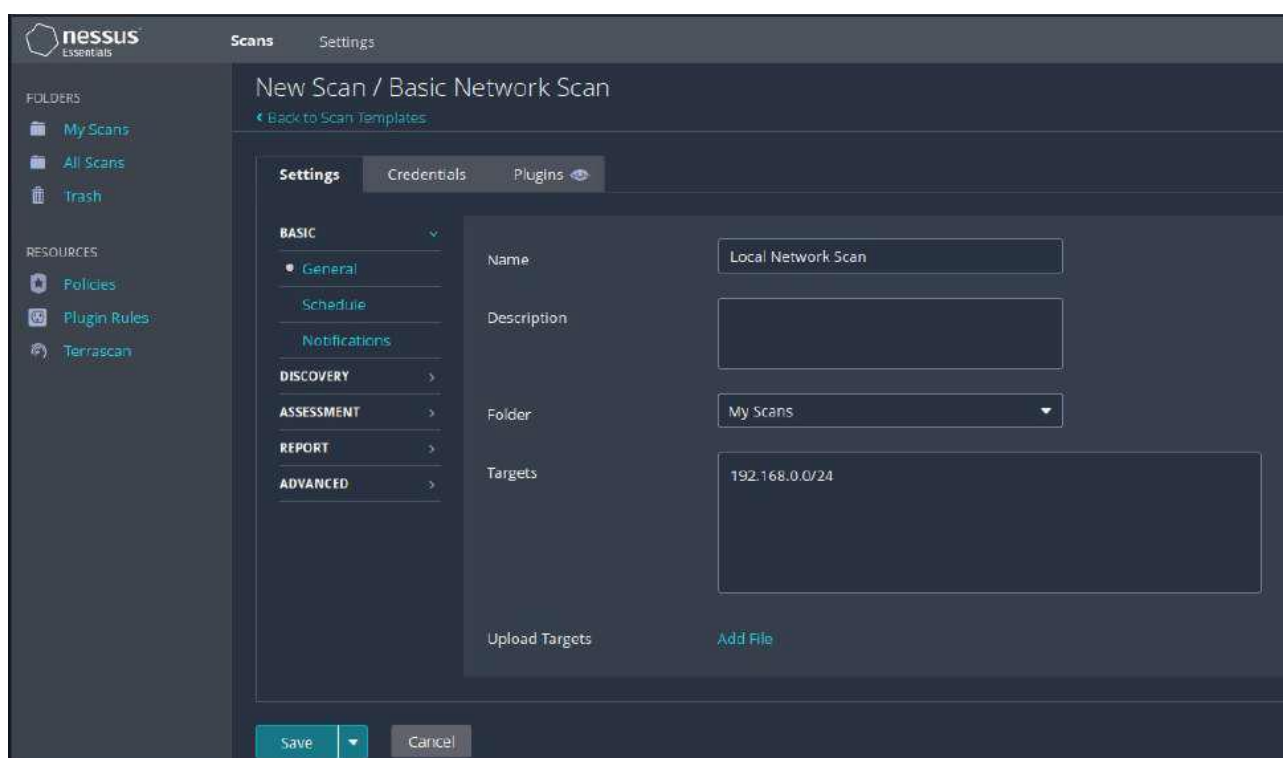 nessus
Essentials
Scans Settings
FOLDERS
My Scans
All Scans
Trash
RESOURCES
Policies
Plugin Rules
Terrascan
New Scan / Basic Network Scan
Back to Scan Templates
Settings Credentials Plugins
BASIC
General
Schedule
Notifications
DISCOVERY
ASSESSMENT
REPORT
ADVANCED
Name Local Network Scan
Description
Folder My Scans
Targets 192.168.0.0/24
Upload Targets Add File
Save Cancel